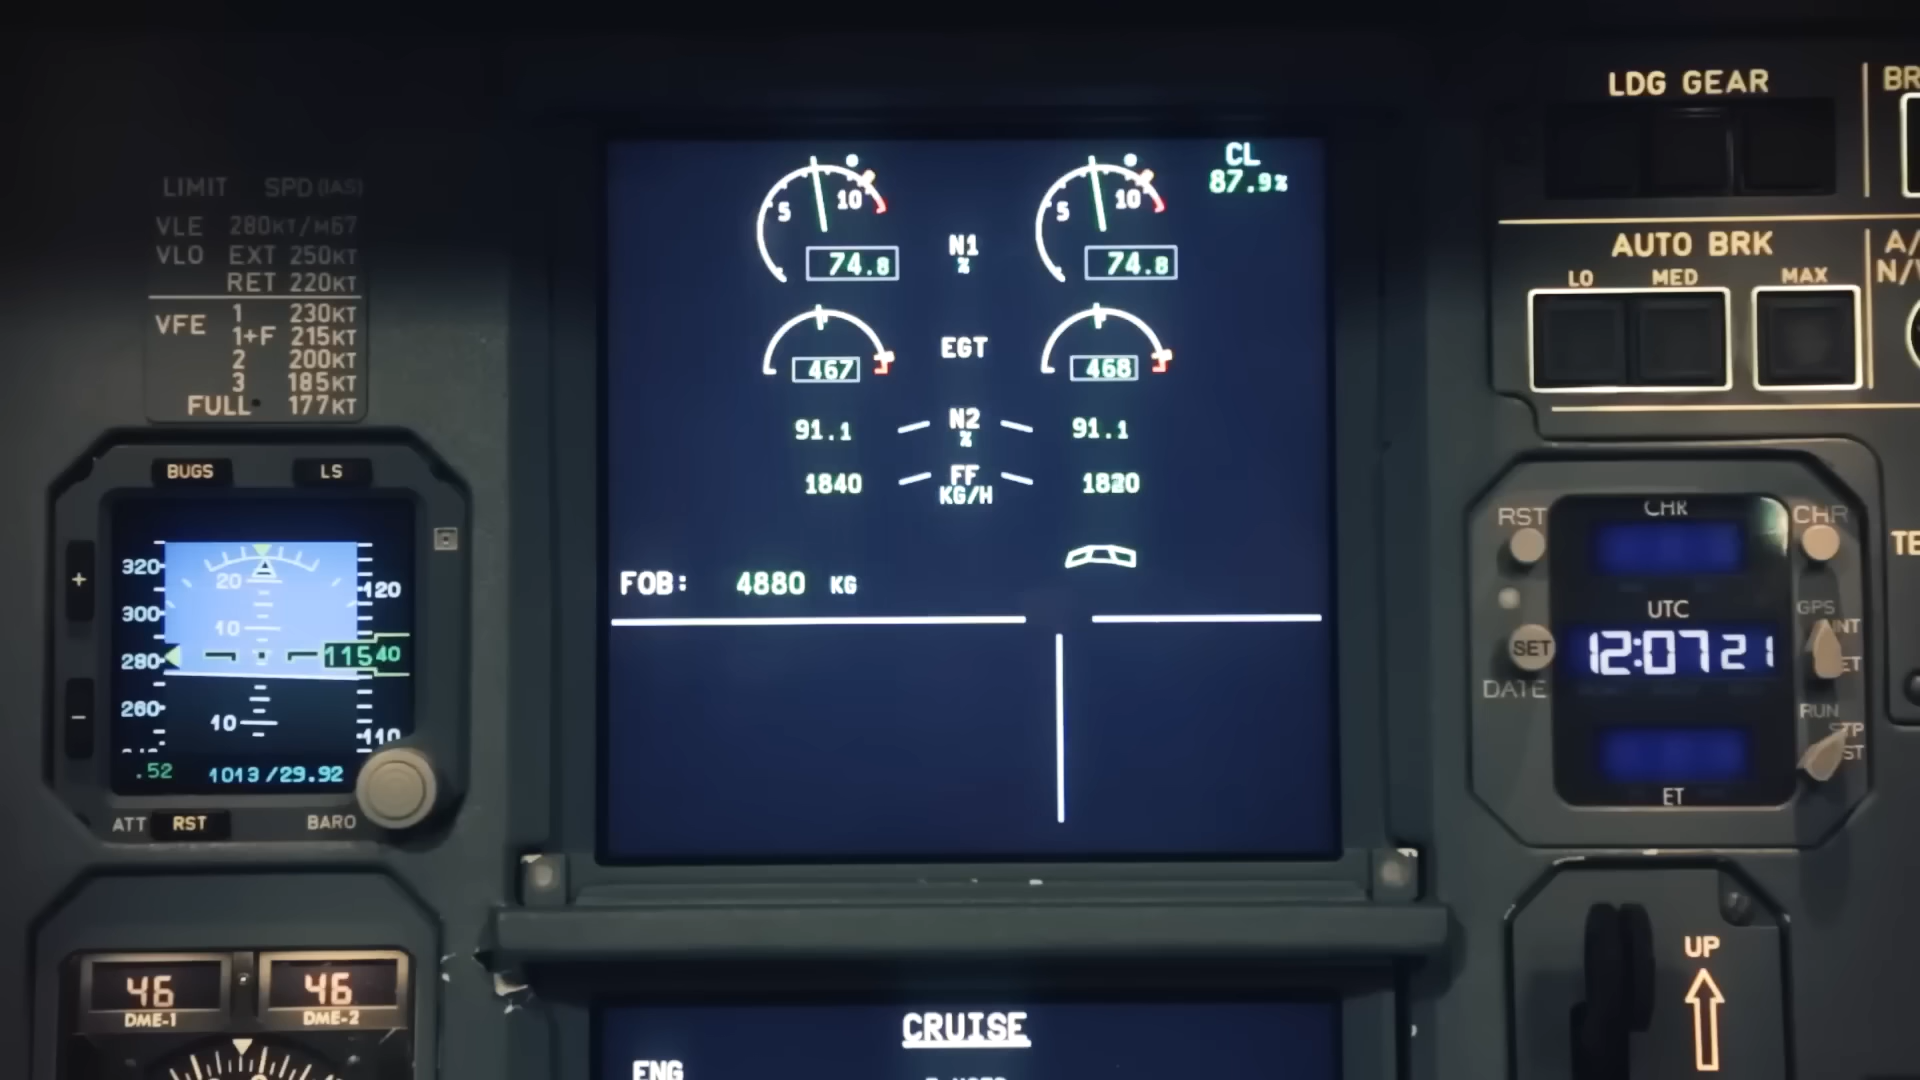 LIMIT SPD (IAS)
VLE 280KT/M67
VLO EXT 250KT
RET 220KT
VFE 1 230KT
1+F 215KT
2 200KT
3 185KT
FULL 177KT
BUGS LS
+
-
320
300
280
260
20
10
10
120
11540
110
.52 1013/29.92
ATT RST BARO
46 46
DME-1 DME-2
CL
87.9%
5 10
5 10
74.8 N1 % 74.8
467 EGT 468
91.1 N2 % 91.1
1840 FF KG/H 1820
FOB: 4880 KG
CRUISE
ENG
LDG GEAR
BR
AUTO BRK
LO MED MAX
A/
N/
RST CHR CHR
UTC GPS
INT
SET 12:07 21
DATE
RUN
STP
ET
TE
UP